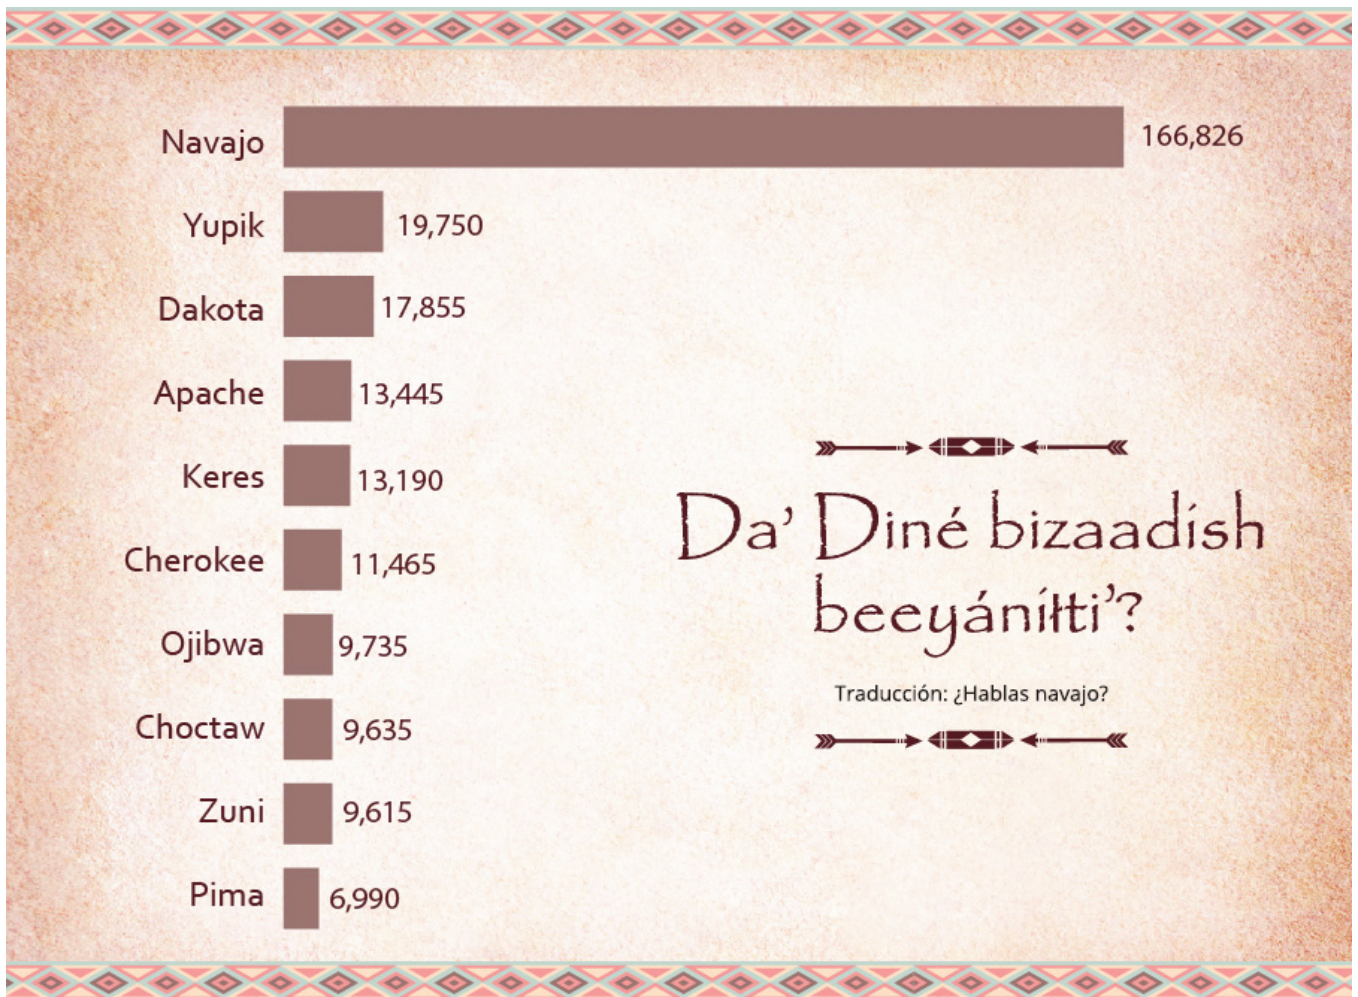 Navajo 166,826
Yupik 19,750
Dakota 17,855
Apache 13,445
Keres 13,190
Cherokee 11,465
Ojibwa 9,735
Choctaw 9,635
Zuni 9,615
Pima 6,990
Da’ Diné bizaadísh
beeyáníłti’?
Traducción: ¿Hablas navajo?